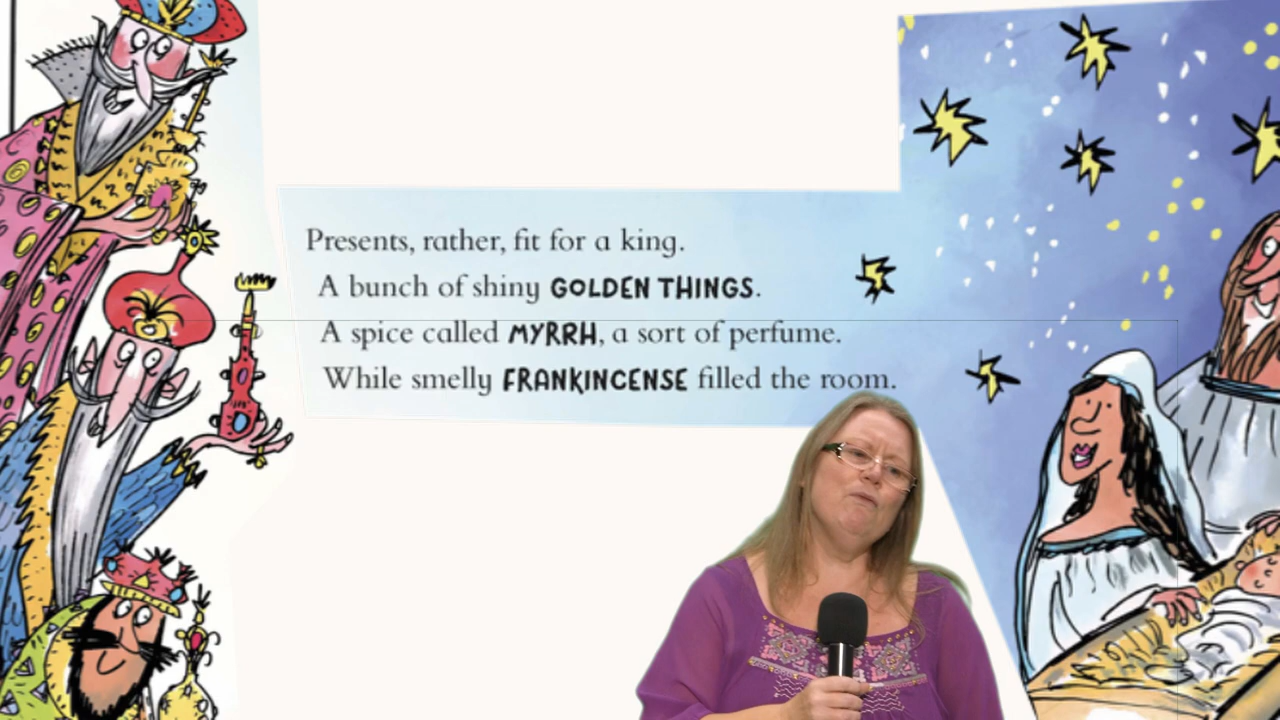 Presents, rather, fit for a king.
A bunch of shiny GOLDEN THINGS.
A spice called MYRRH, a sort of perfume.
While smelly FRANKINCENSE filled the room.